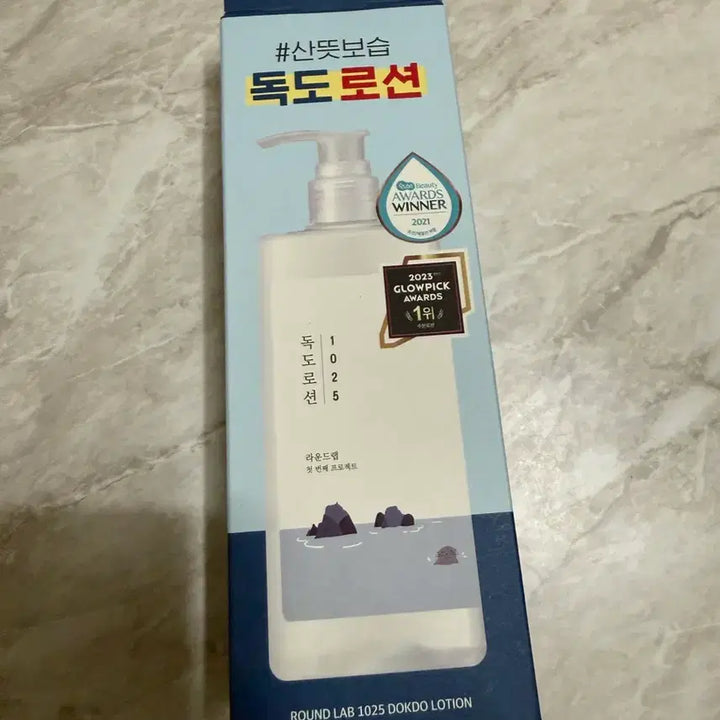 #산뜻보습
독도로션
Beauty
AWARDS
WINNER
2021
2023
GLOWPICK
AWARDS
1위
독도로션
1025
라운드랩
첫 번째 프로젝트
ROUND LAB 1025 DOKDO LOTION